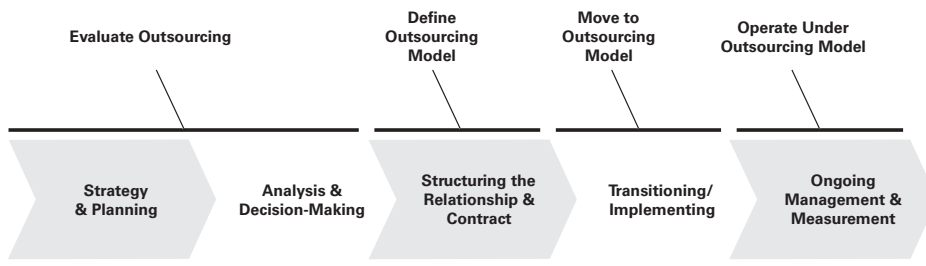 Evaluate Outsourcing
Define
Outsourcing
Model
Move to
Outsourcing
Model
Operate Under
Outsourcing Model
Strategy
& Planning
Analysis &
Decision-Making
Structuring the
Relationship &
Contract
Transitioning/
Implementing
Ongoing
Management &
Measurement